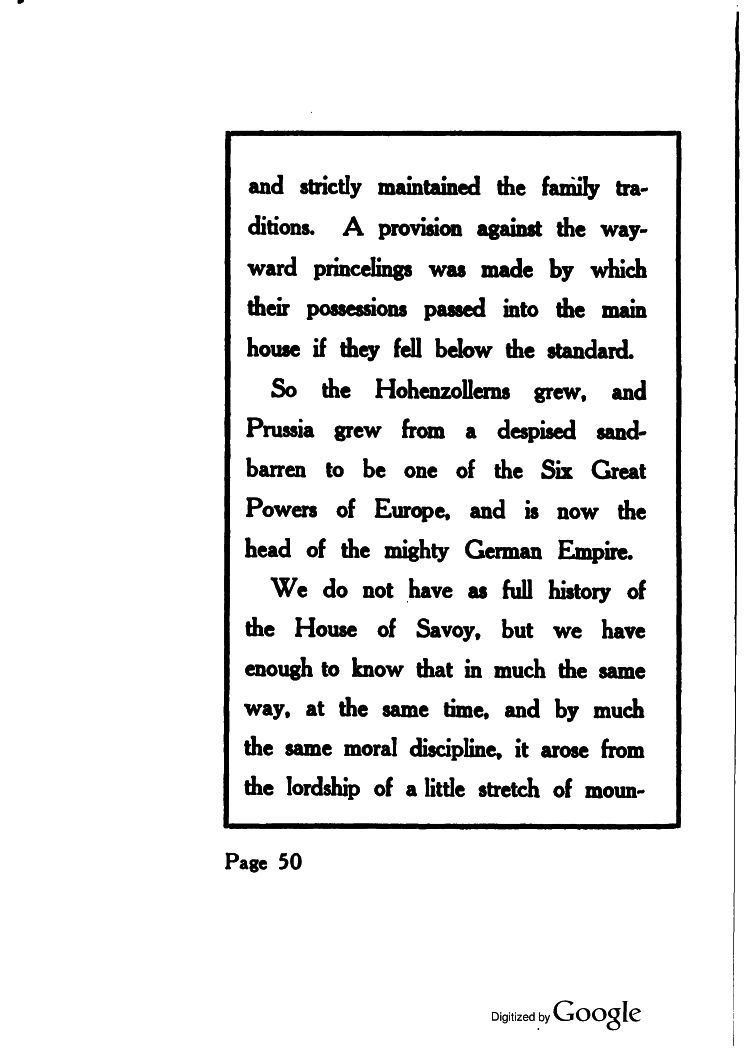 and strictly maintained the family tra-
ditions. A provision against the way-
ward princelings was made by which
their possessions passed into the main
house if they fell below the standard.
So the Hohenzollerns grew, and
Prussia grew from a despised sand-
barren to be one of the Six Great
Powers of Europe, and is now the
head of the mighty German Empire.
We do not have as full history of
the House of Savoy, but we have
enough to know that in much the same
way, at the same time, and by much
the same moral discipline, it arose from
the lordship of a little stretch of moun-
Page 50
Digitized by Google